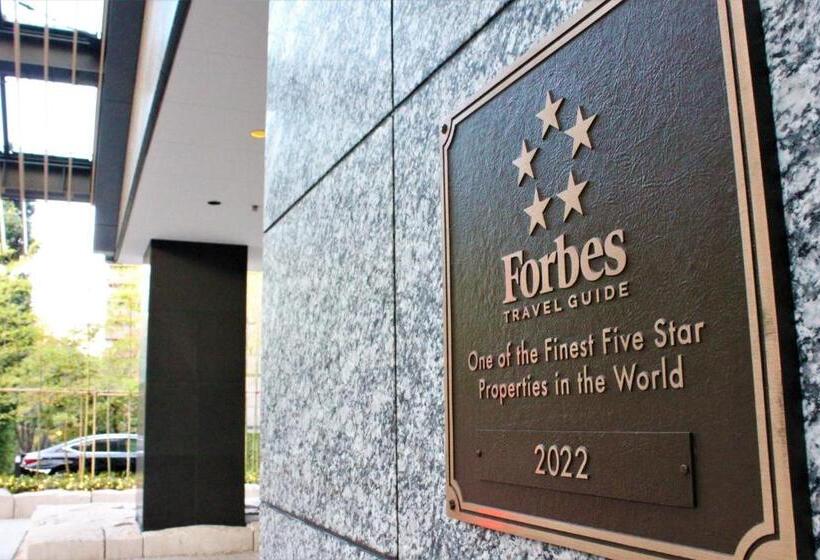 Forbes
TRAVEL GUIDE
One of the Finest Five Star
Properties in the World
2022